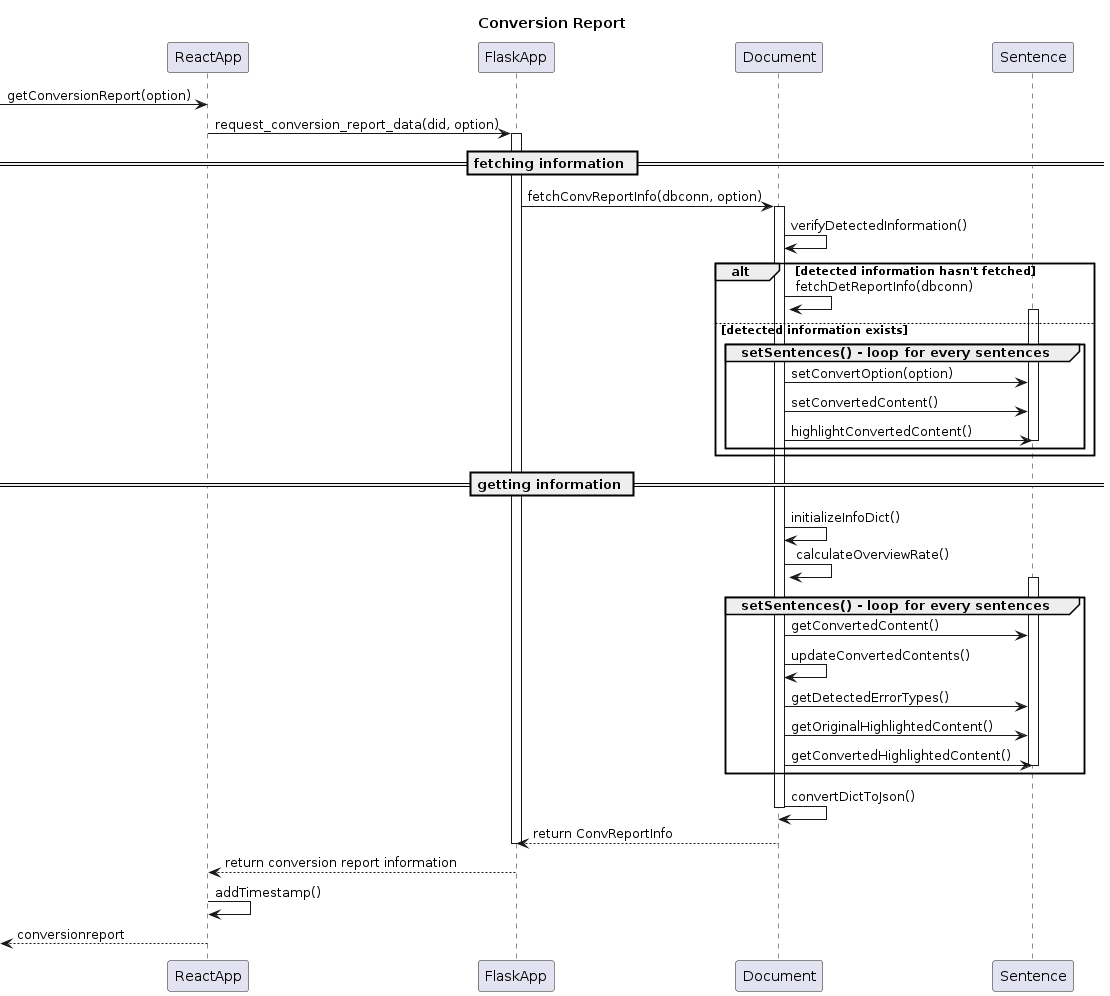 Conversion Report
ReactApp
FlaskApp
Document
Sentence
getConversionReport(option)
request_conversion_report_data(did, option)
fetching information
fetchConvReportInfo(dbconn, option)
verifyDetectedInformation()
alt
[detected information hasn't fetched]
fetchDetReportInfo(dbconn)
[detected information exists]
setSentences() - loop for every sentences
setConvertOption(option)
setConvertedContent()
highlightConvertedContent()
getting information
initializeInfoDict()
calculateOverviewRate()
setSentences() - loop for every sentences
getConvertedContent()
updateConvertedContents()
getDetectedErrorTypes()
getOriginalHighlightedContent()
getConvertedHighlightedContent()
convertDictToJson()
return ConvReportInfo
return conversion report information
addTimestamp()
conversionreport
ReactApp
FlaskApp
Document
Sentence